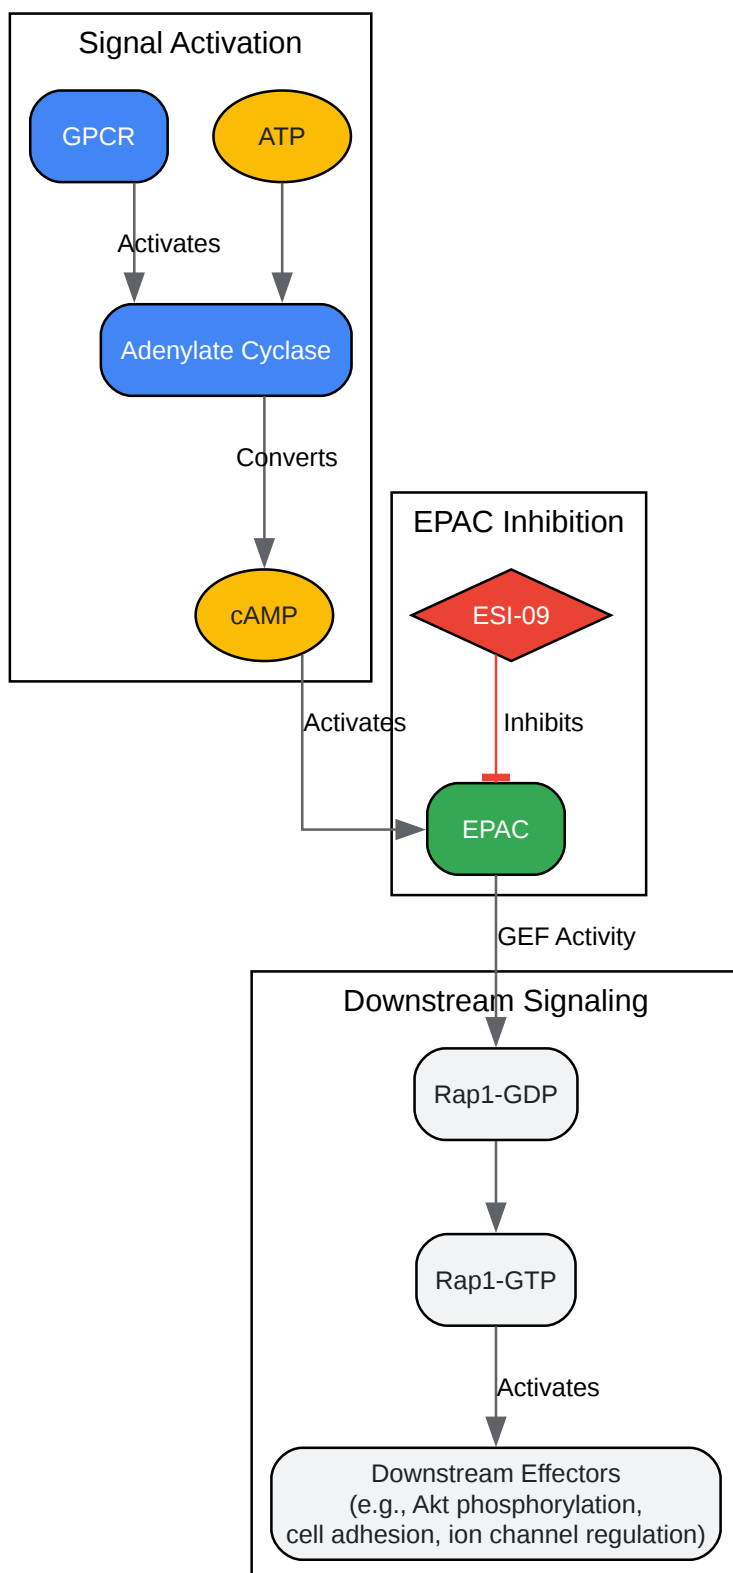 Signal Activation
GPCR
ATP
Activates
Adenylate Cyclase
Converts
cAMP
EPAC Inhibition
ESI-09
Activates
Inhibits
EPAC
GEF Activity
Downstream Signaling
Rap1-GDP
Rap1-GTP
Activates
Downstream Effectors
(e.g., Akt phosphorylation,
cell adhesion, ion channel regulation)